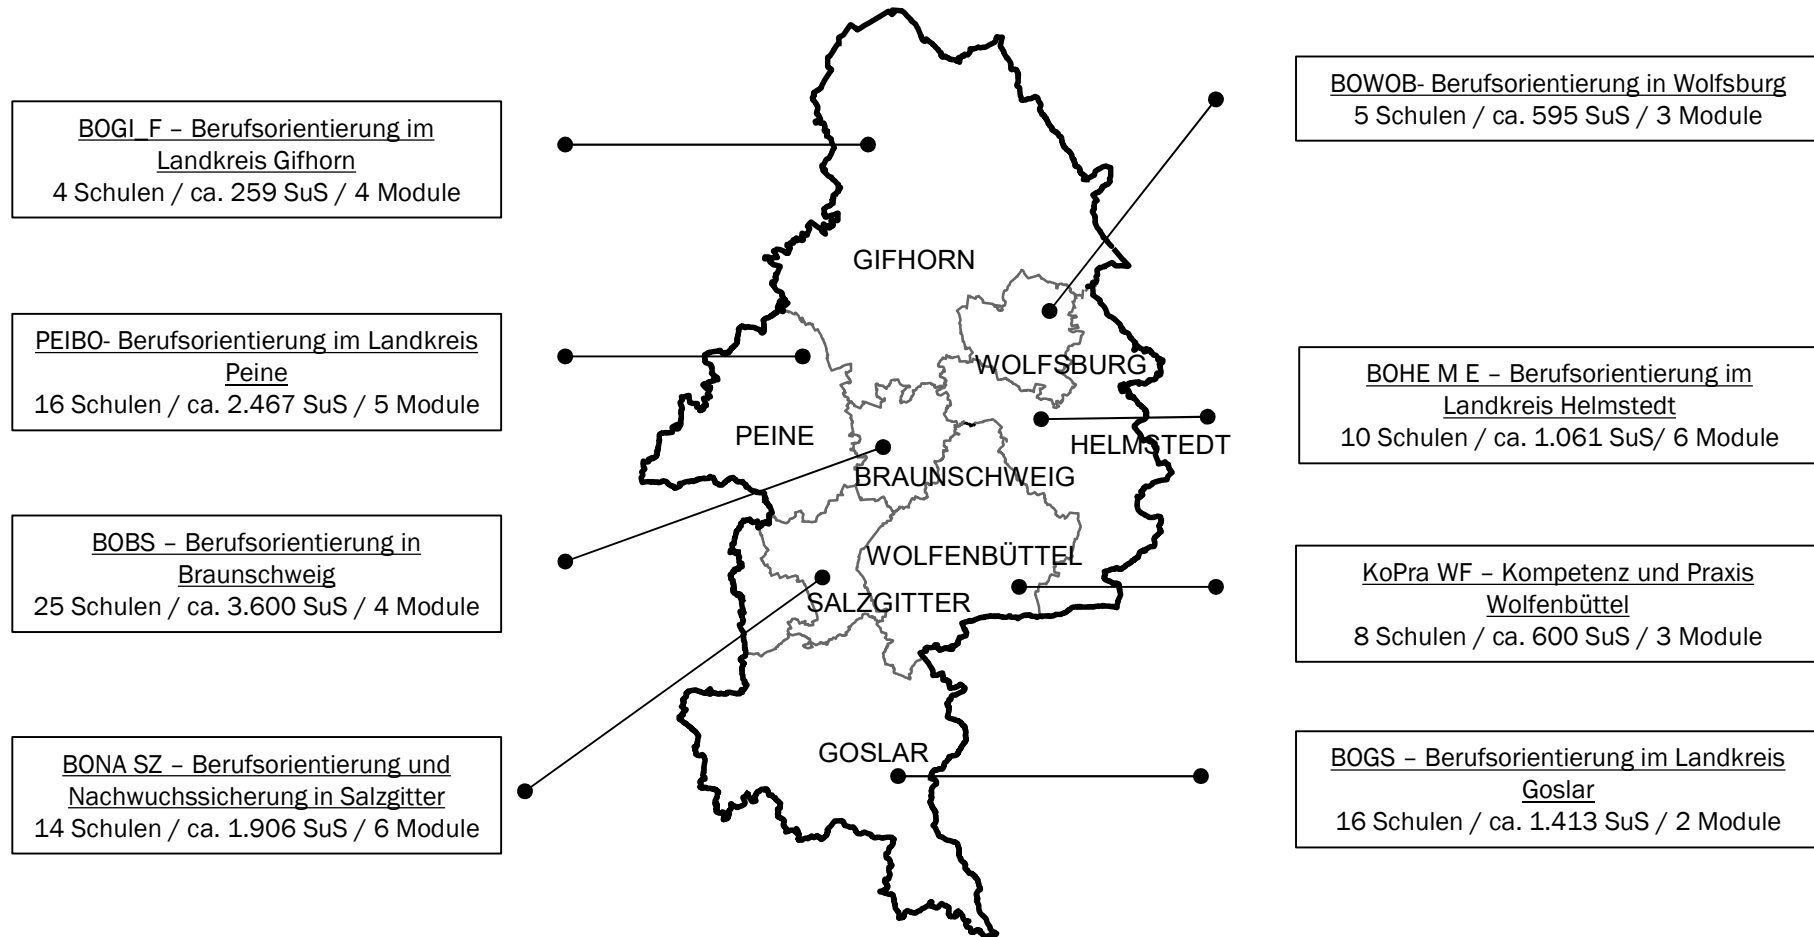 BOGI_F – Berufsorientierung im
Landkreis Gifhorn
4 Schulen / ca. 259 SuS / 4 Module
PEIBO- Berufsorientierung im Landkreis
Peine
16 Schulen / ca. 2.467 SuS / 5 Module
BOBS – Berufsorientierung in
Braunschweig
25 Schulen / ca. 3.600 SuS / 4 Module
BONA SZ – Berufsorientierung und
Nachwuchssicherung in Salzgitter
14 Schulen / ca. 1.906 SuS / 6 Module
GIFHORN
WOLFSBURG
PEINE
HELMSTEDT
BRAUNSCHWEIG
WOLFENBÜTTEL
SALZGITTER
GOSLAR
BOWOB- Berufsorientierung in Wolfsburg
5 Schulen / ca. 595 SuS / 3 Module
BOHE M E – Berufsorientierung im
Landkreis Helmstedt
10 Schulen / ca. 1.061 SuS/ 6 Module
KoPra WF – Kompetenz und Praxis
Wolfenbüttel
8 Schulen / ca. 600 SuS / 3 Module
BOGS – Berufsorientierung im Landkreis
Goslar
16 Schulen / ca. 1.413 SuS / 2 Module